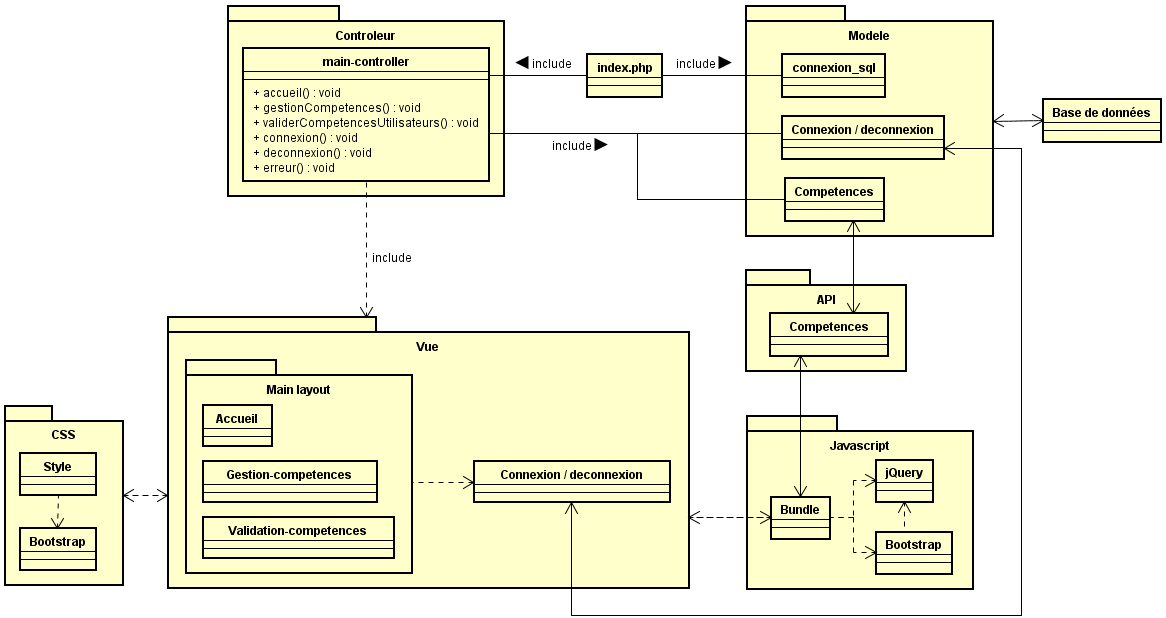 Controleur
main-controller
+ accueil() : void
+ gestionCompetences() : void
+ validerCompetencesUtilisateurs() : void
+ connexion() : void
+ deconnexion() : void
+ erreur() : void
include
index.php
include
include
Modele
connexion_sql
Connexion / deconnexion
Competences
Base de données
include
API
Competences
Vue
Main layout
Accueil
Gestion-competences
Validation-competences
Connexion / deconnexion
CSS
Style
Bootstrap
Javascript
jQuery
Bundle
Bootstrap